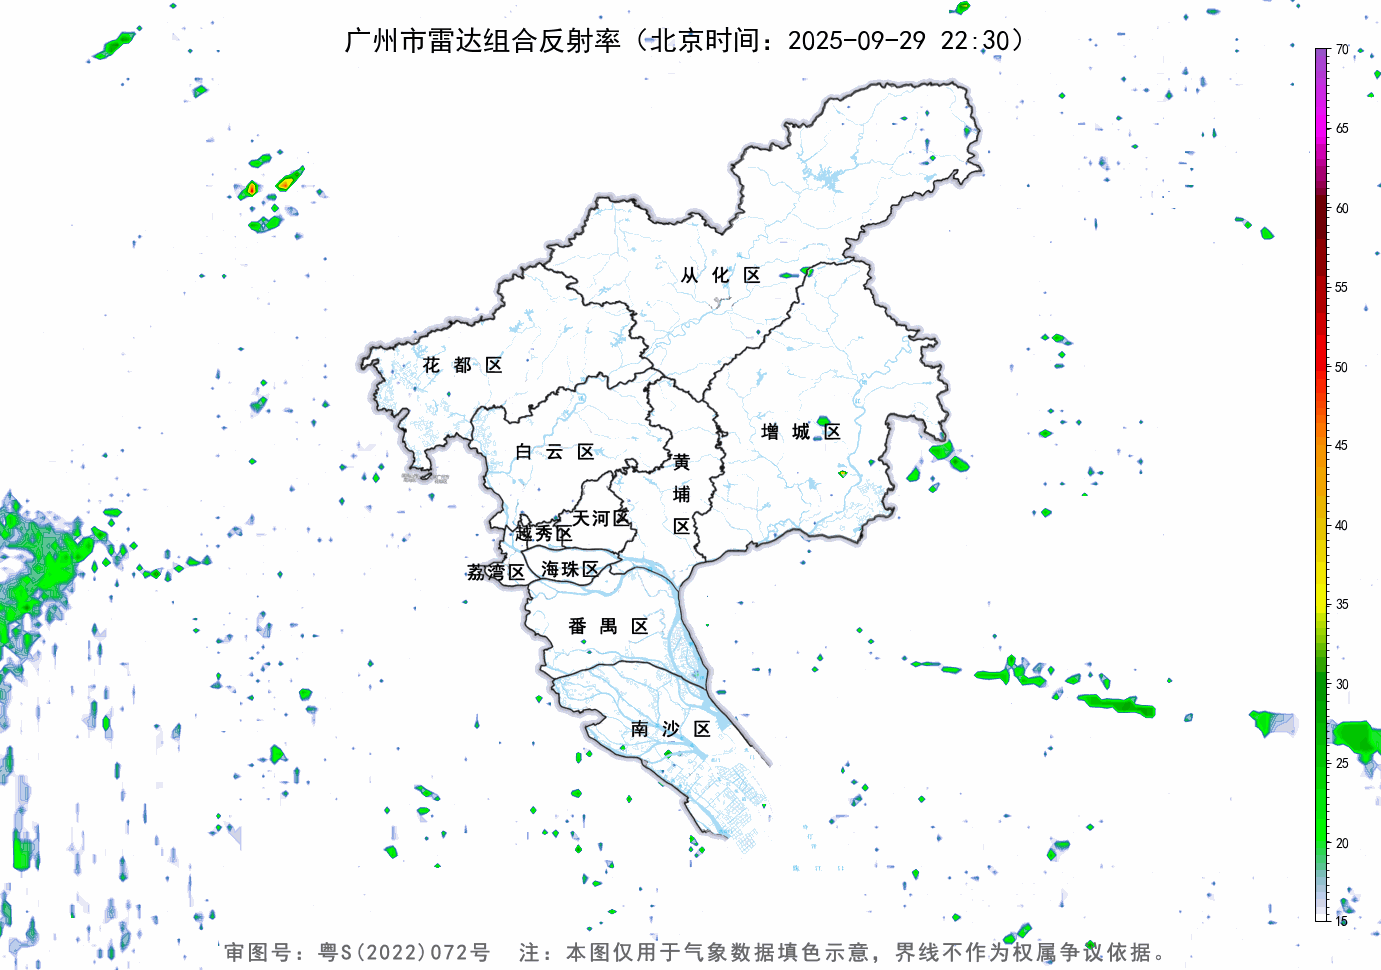 广州市雷达组合反射率（北京时间：2025-09-29 22:30）
70
65
60
55
50
45
40
35
30
25
20
15
从化区
花都区
增城区
白云区
黄埔区
天河区
越秀区
荔湾区
海珠区
番禺区
南沙区
审图号：粤S(2022)072号 注：本图仅用于气象数据填色示意，界线不作为权属争议依据。